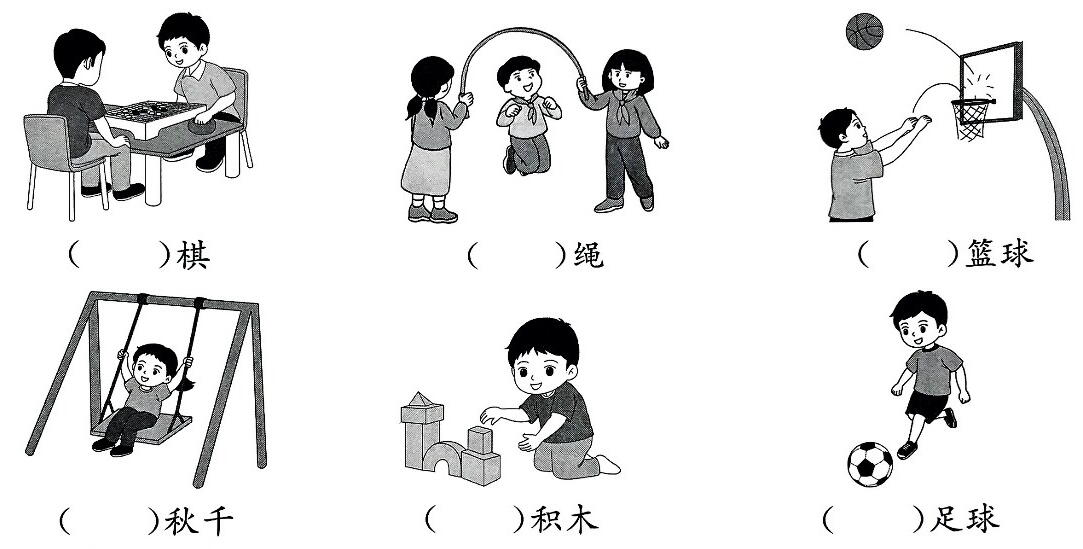 (    )棋 (    )绳 (    )篮球
(    )秋千 (    )积木 (    )足球